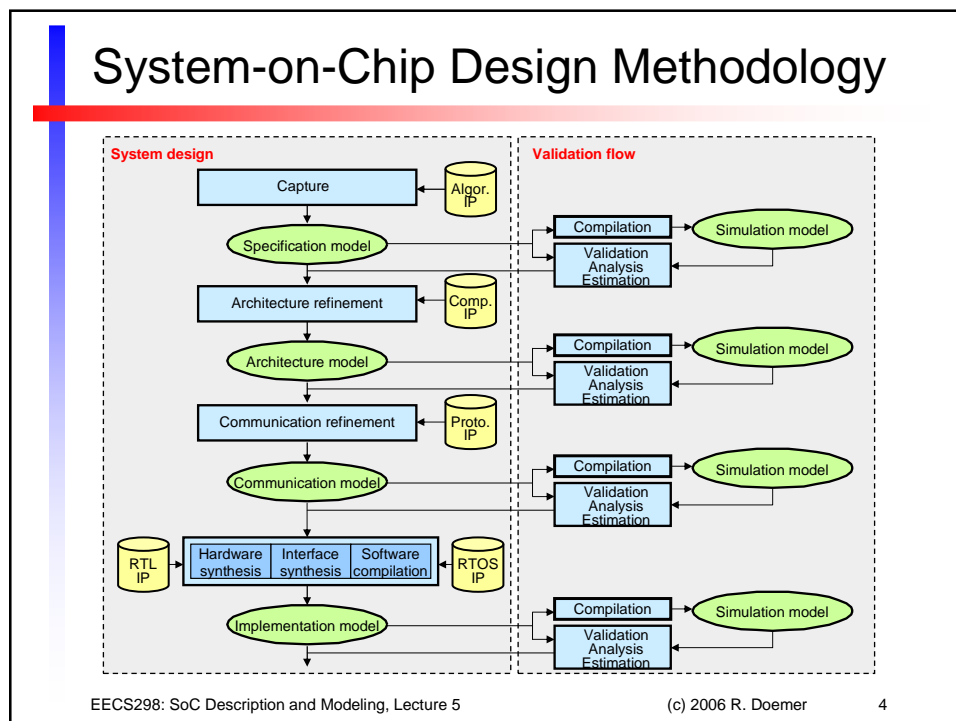 System-on-Chip Design Methodology
System design
Validation flow
Capture
Algor.
IP
Specification model
Compilation
Simulation model
Validation
Analysis
Estimation
Architecture refinement
Comp.
IP
Architecture model
Compilation
Simulation model
Validation
Analysis
Estimation
Communication refinement
Proto.
IP
Communication model
Compilation
Simulation model
Validation
Analysis
Estimation
RTL
IP
Hardware
synthesis
Interface
synthesis
Software
compilation
RTOS
IP
Implementation model
Compilation
Simulation model
Validation
Analysis
Estimation
EECS298: SoC Description and Modeling, Lecture 5
(c) 2006 R. Doemer
4